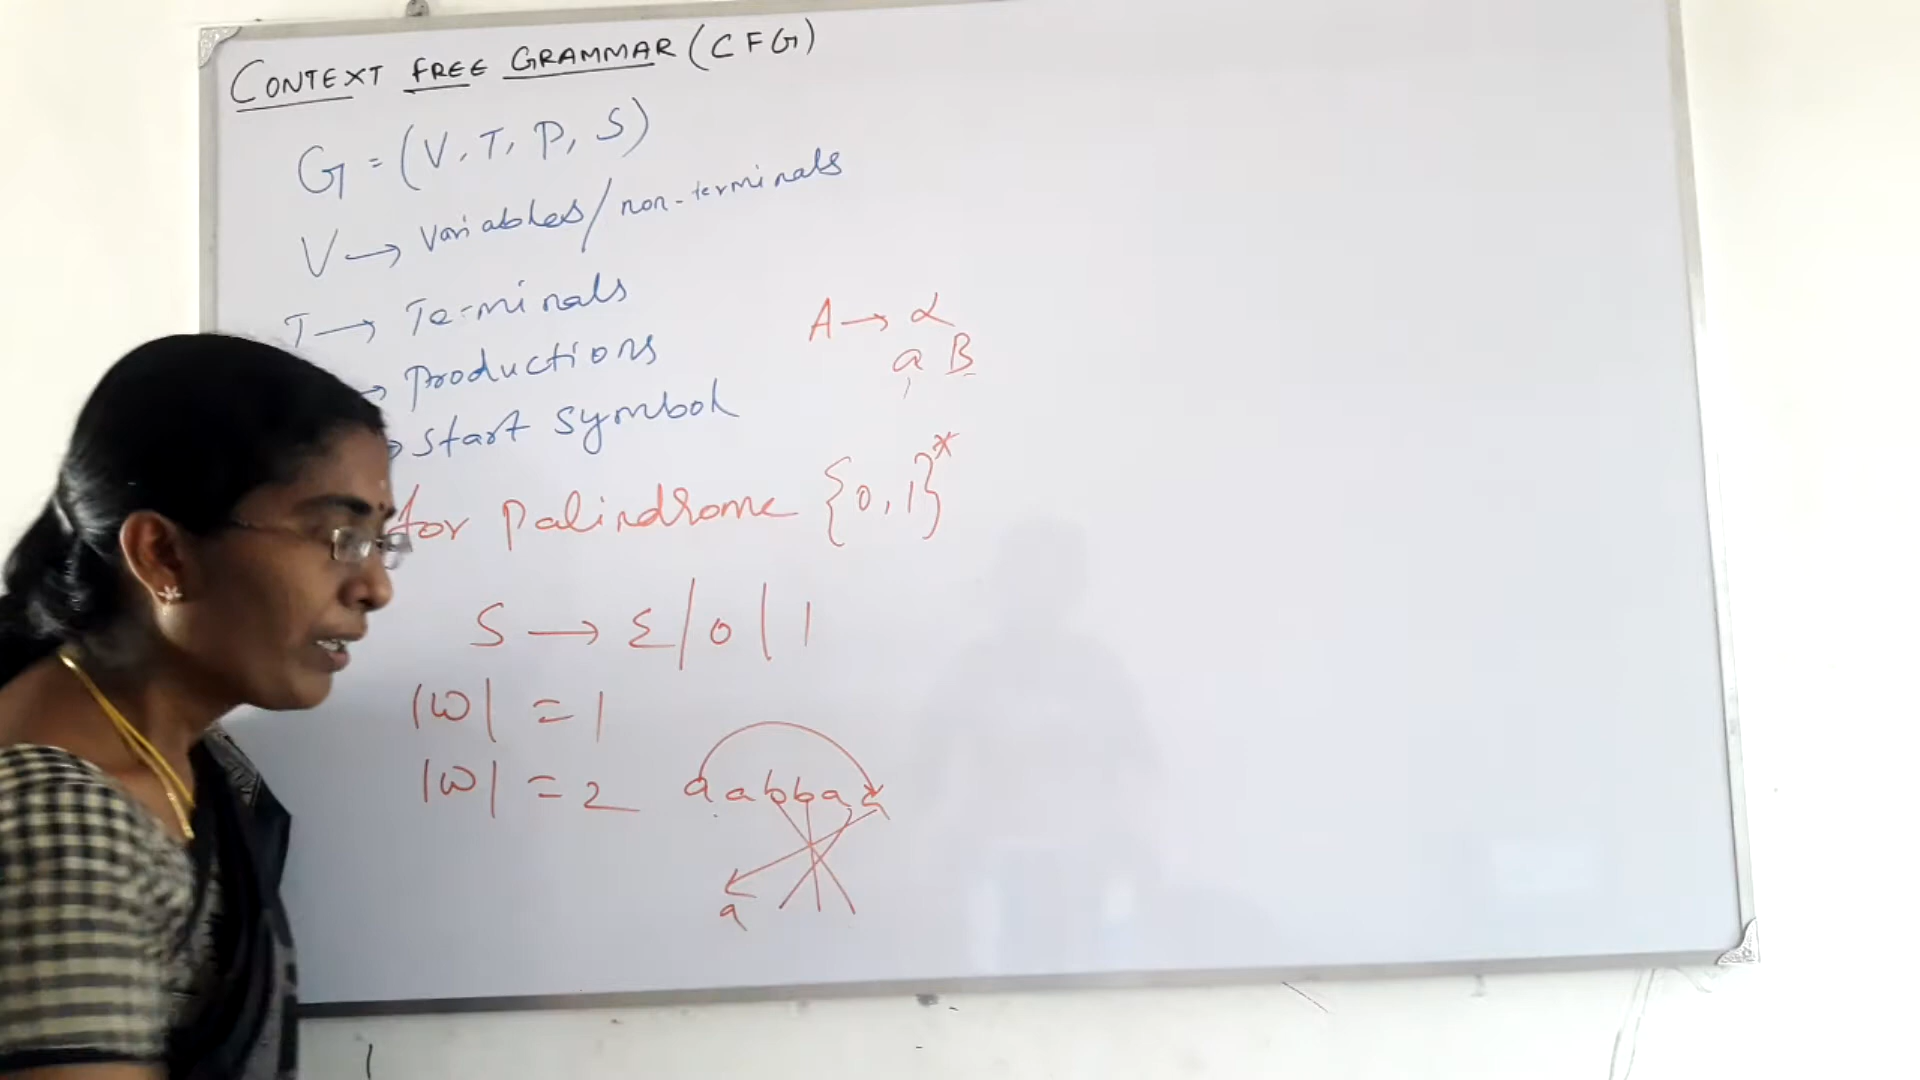 CONTEXT FREE GRAMMAR (CFG)
G = (V, T, P, S)
V → Variables/non-terminals
T → Terminals
→ Productions
→ Start symbol
A → α
a B
for palindrome {0,1}*
S → Ε/0|1
|w| = 1
|w| = 2 aabbaa
a